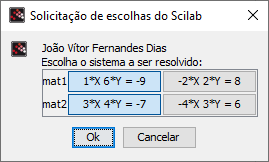 Solicitação de escolhas do Scilab
João Vítor Fernandes Dias
Escolha o sistema a ser resolvido:
mat1 1*X 6*Y = -9 -2*X 2*Y = 8
mat2 3*X 4*Y = -7 -4*X 3*Y = 6
Ok Cancelar